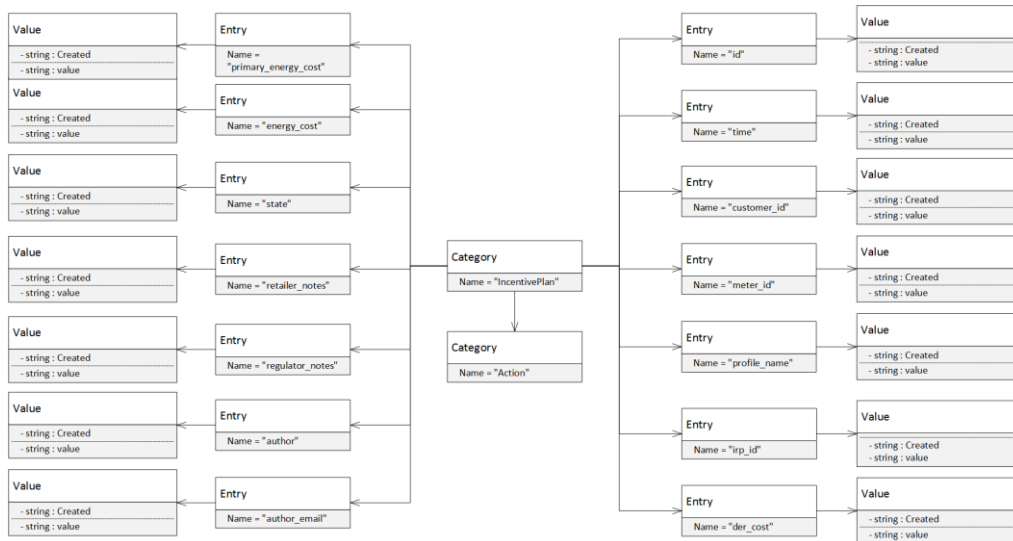 Value
- string : Created
- string : value
Entry
Name =
"primary_energy_cost"
Value
- string : Created
- string : value
Entry
Name = "energy_cost"
Value
- string : Created
- string : value
Entry
Name = "state"
Value
- string : Created
- string : value
Entry
Name = "retailer_notes"
Value
- string : Created
- string : value
Entry
Name = "regulator_notes"
Value
- string : Created
- string : value
Entry
Name = "author"
Value
- string : Created
- string : value
Entry
Name = "author_email"
Category
Name = "IncentivePlan"
Category
Name = "Action"
Entry
Name = "id"
Value
- string : Created
- string : value
Entry
Name = "time"
Value
- string : Created
- string : value
Entry
Name = "customer_id"
Value
- string : Created
- string : value
Entry
Name = "meter_id"
Value
- string : Created
- string : value
Entry
Name = "profile_name"
Value
- string : Created
- string : value
Entry
Name = "irp_id"
Value
- string : Created
- string : value
Entry
Name = "der_cost"
Value
- string : Created
- string : value